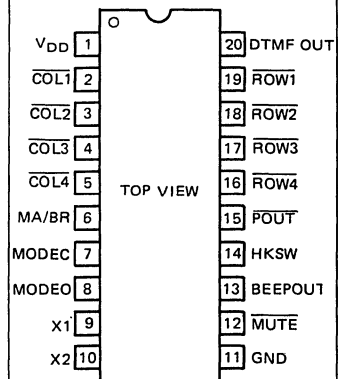 VDD 1 20 DTMF OUT
COL1 2 19 ROW1
COL2 3 18 ROW2
COL3 4 17 ROW3
COL4 5 16 ROW4
TOP VIEW
MA/BR 6 15 POUT
MODEC 7 14 HKSW
MODEO 8 13 BEEPOUT
X1 9 12 MUTE
X2 10 11 GND